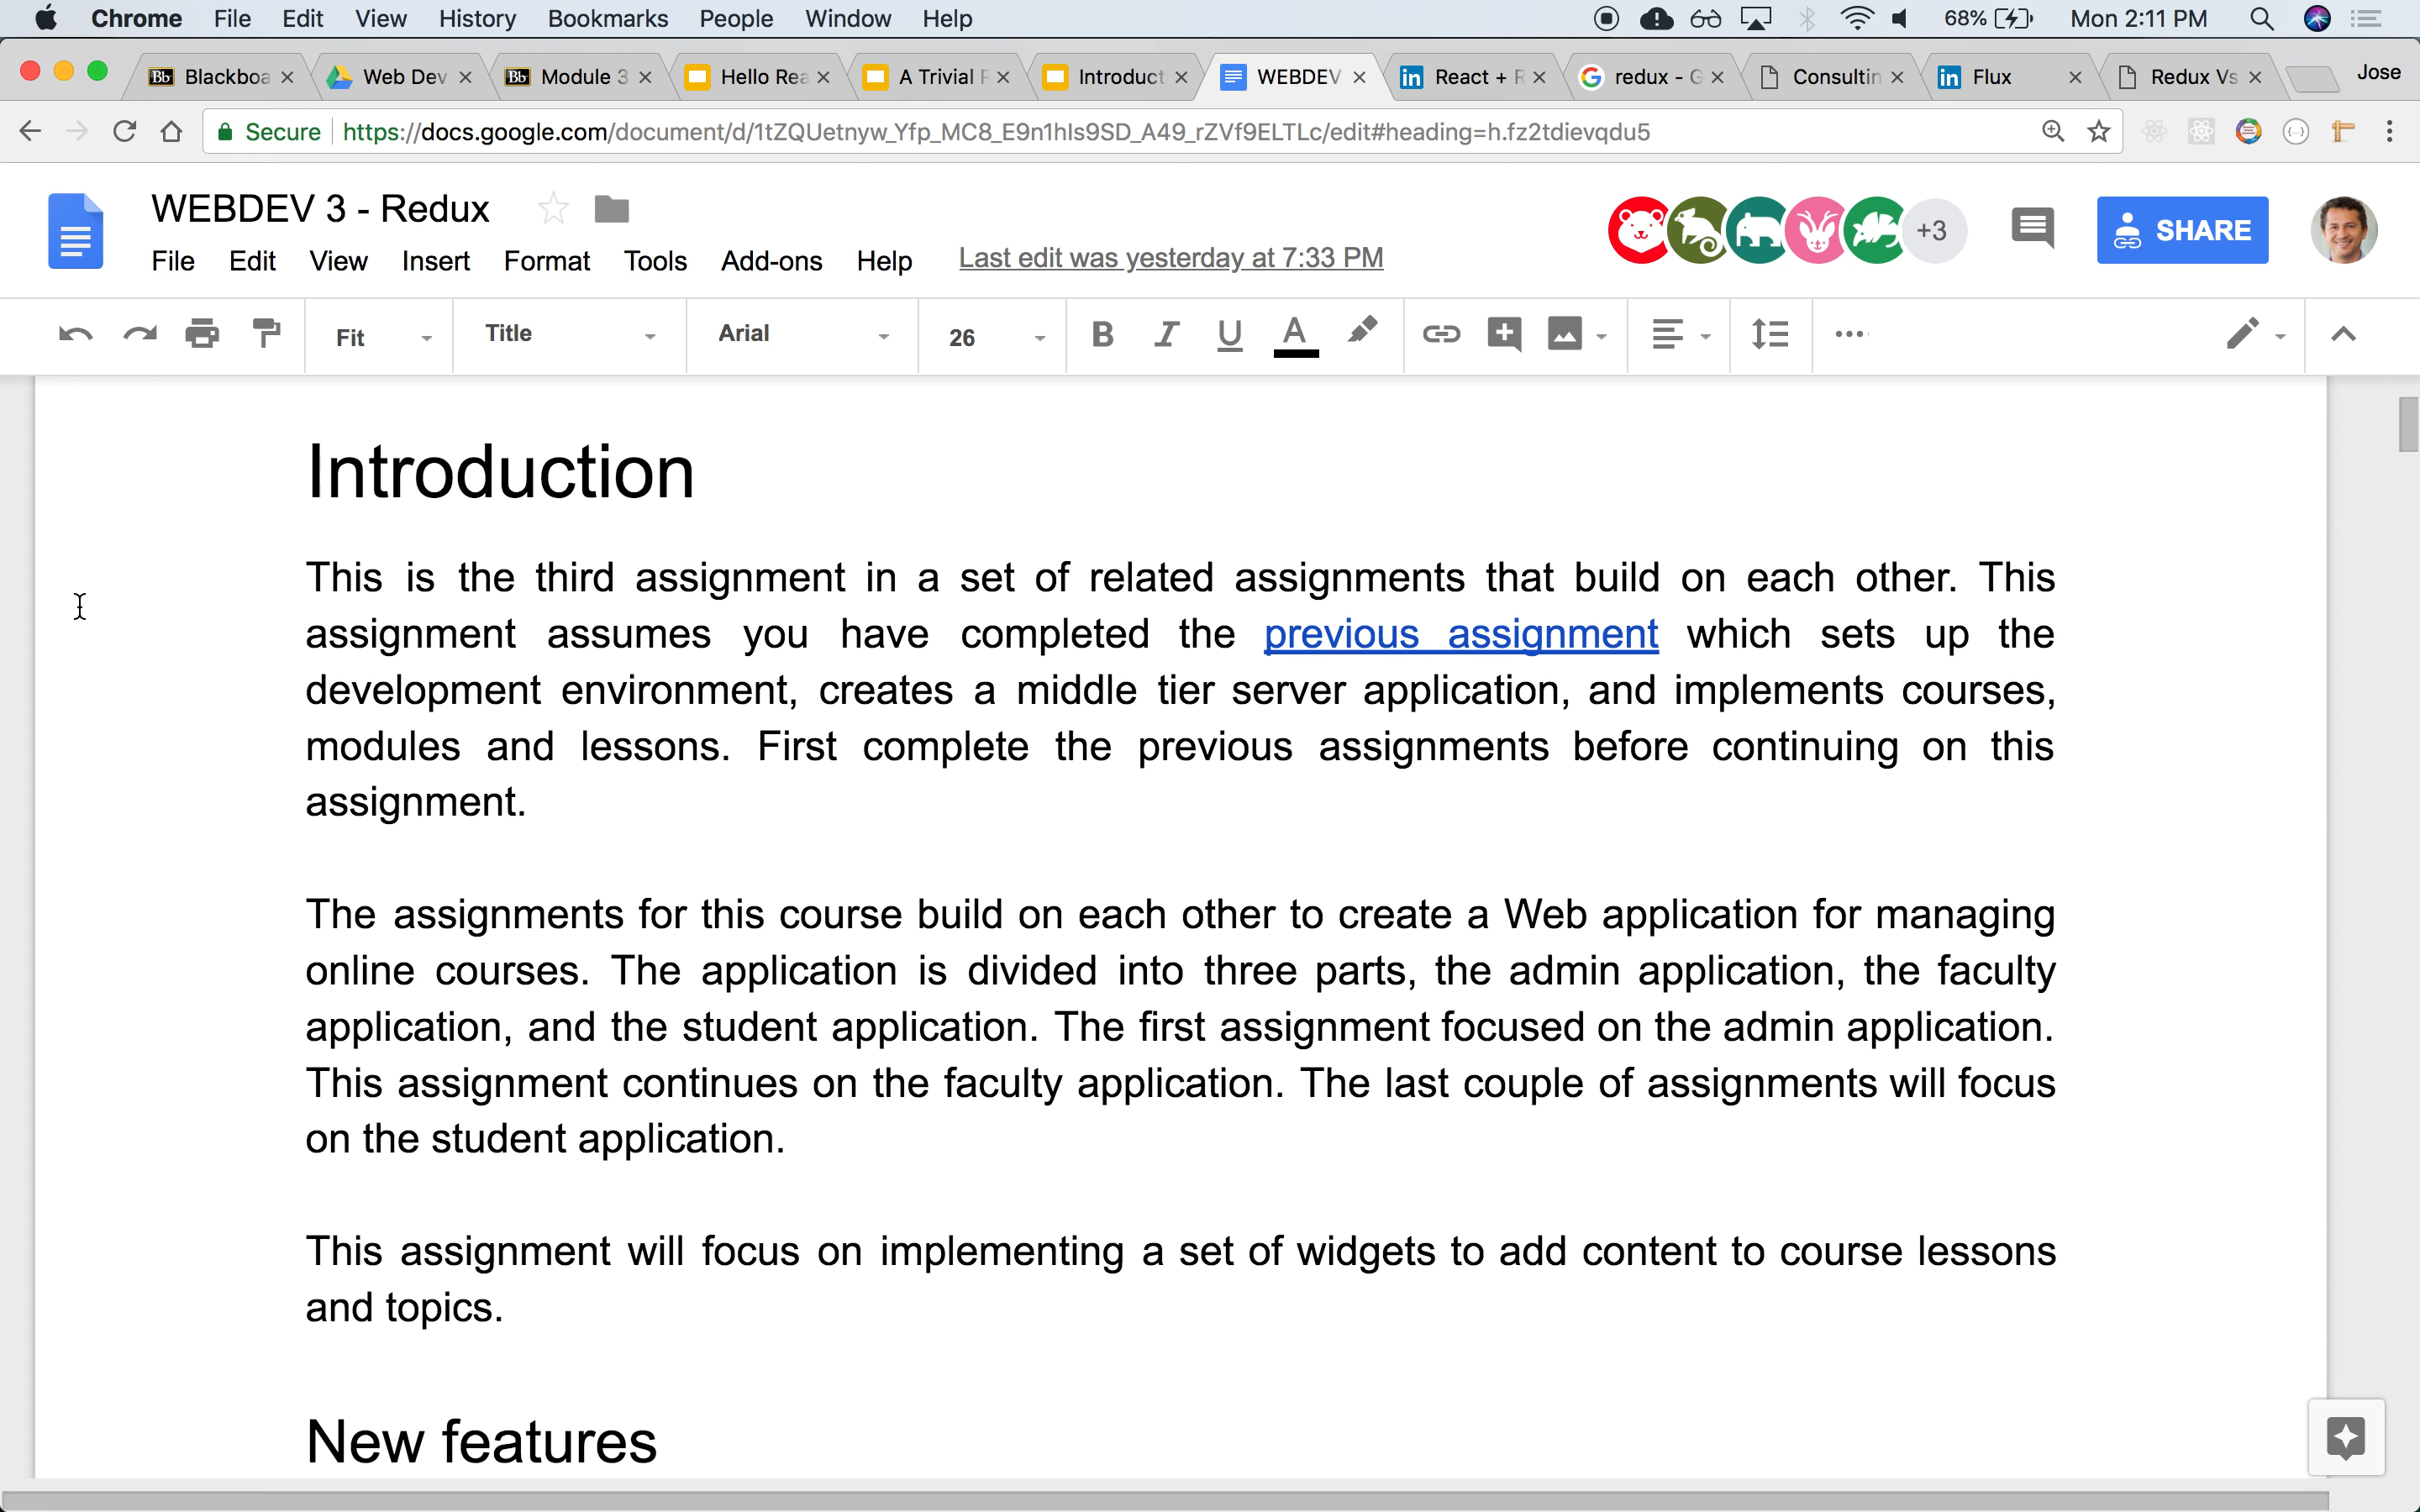 Chrome File Edit View History Bookmarks People Window Help 68% Mon 2:11 PM
Blackboa Web Dev Module 3 Hello Rea A Trivial Introduct WEBDEV React + redux - Consultin Flux Redux Vs Jose
Secure https://docs.google.com/document/d/1tZQUetnyw_Yfp_MC8_E9n1hls9SD_A49_rZVf9ELTLc/edit#heading=h.fz2tdievqdu5
WEBDEV 3 - Redux
+3 SHARE
File Edit View Insert Format Tools Add-ons Help Last edit was yesterday at 7:33 PM
Fit Title Arial 26 B I U A
Introduction
This is the third assignment in a set of related assignments that build on each other. This
assignment assumes you have completed the previous assignment which sets up the
development environment, creates a middle tier server application, and implements courses,
modules and lessons. First complete the previous assignments before continuing on this
assignment.
The assignments for this course build on each other to create a Web application for managing
online courses. The application is divided into three parts, the admin application, the faculty
application, and the student application. The first assignment focused on the admin application.
This assignment continues on the faculty application. The last couple of assignments will focus
on the student application.
This assignment will focus on implementing a set of widgets to add content to course lessons
and topics.
New features